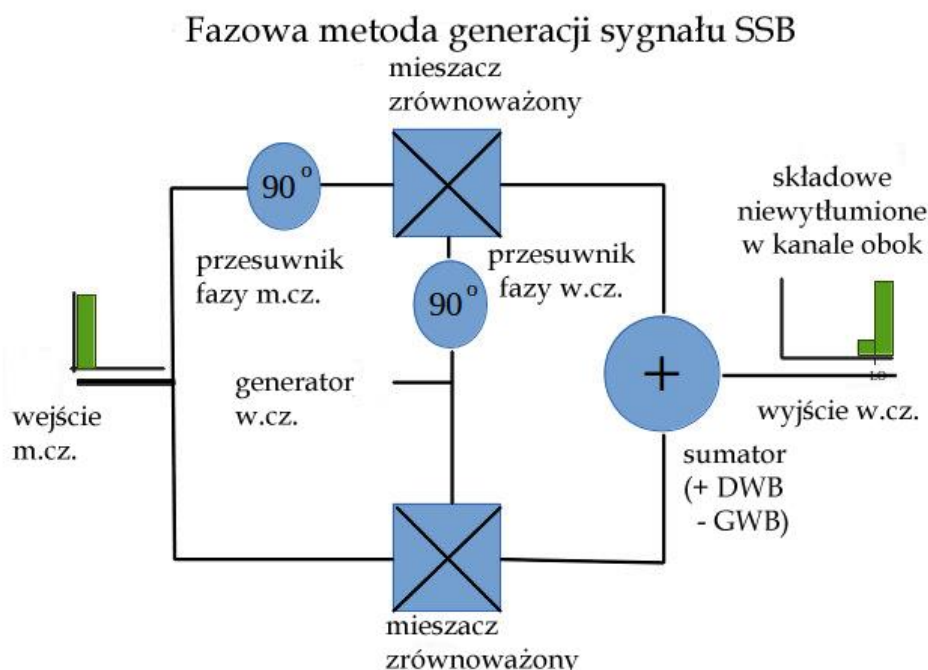 Fazowa metoda generacji sygnału SSB
mieszacz
zrównoważony
90°
przesuwnik
fazy m.cz.
przesuwnik
fazy w.cz.
90°
składowe
niewytłumione
w kanale obok
LO
generator
w.cz.
+
wejście
m.cz.
wyjście w.cz.
sumator
(+ DWB
- GWB)
mieszacz
zrównoważony